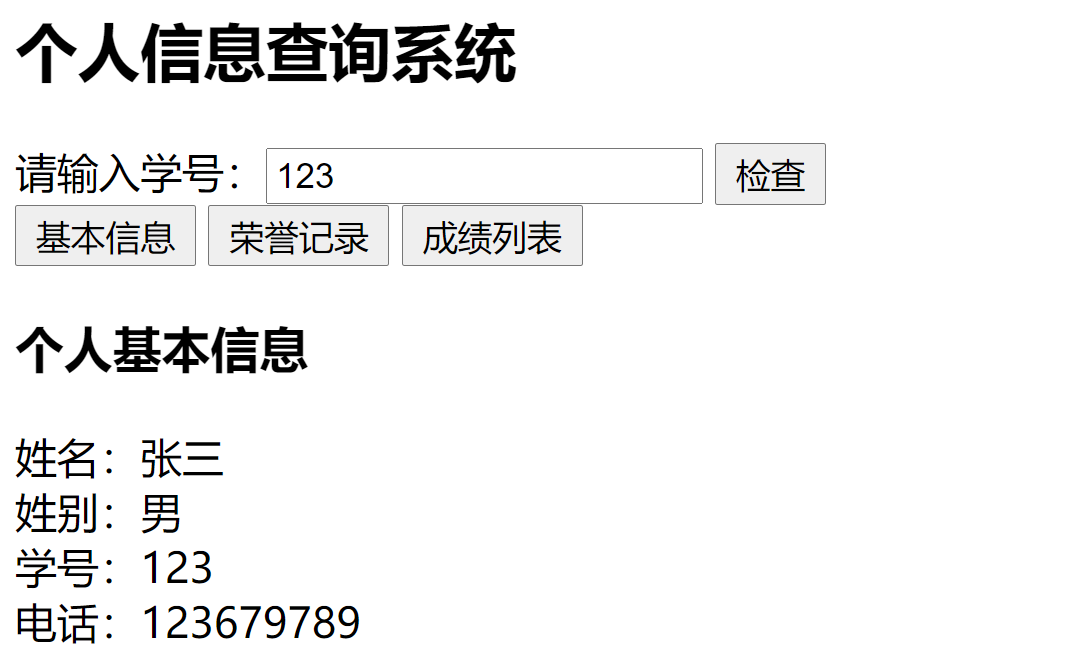 个人信息查询系统
请输入学号：123 检查
基本信息 荣誉记录 成绩列表
个人基本信息
姓名：张三
姓别：男
学号：123
电话：123679789